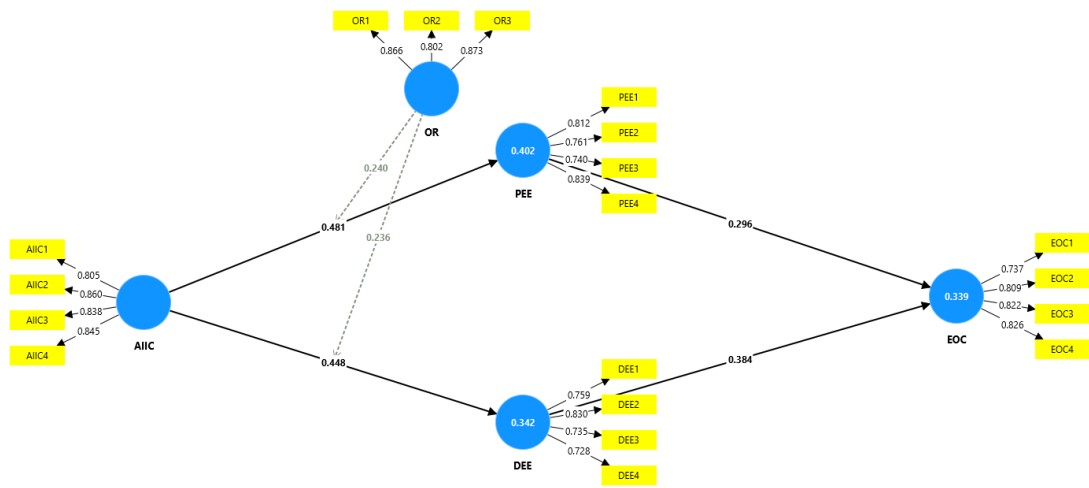 OR1
OR2
OR3
0.866
0.802
0.873
OR
PEE1
PEE2
PEE3
PEE4
0.812
0.761
0.740
0.839
0.402
PEE
0.240
0.481
0.236
0.296
AIIC1
AIIC2
AIIC3
AIIC4
0.805
0.860
0.838
0.845
AIIC
EOC1
EOC2
EOC3
EOC4
0.737
0.809
0.822
0.826
0.339
EOC
0.448
0.384
DEE1
DEE2
DEE3
DEE4
0.759
0.830
0.735
0.728
0.342
DEE